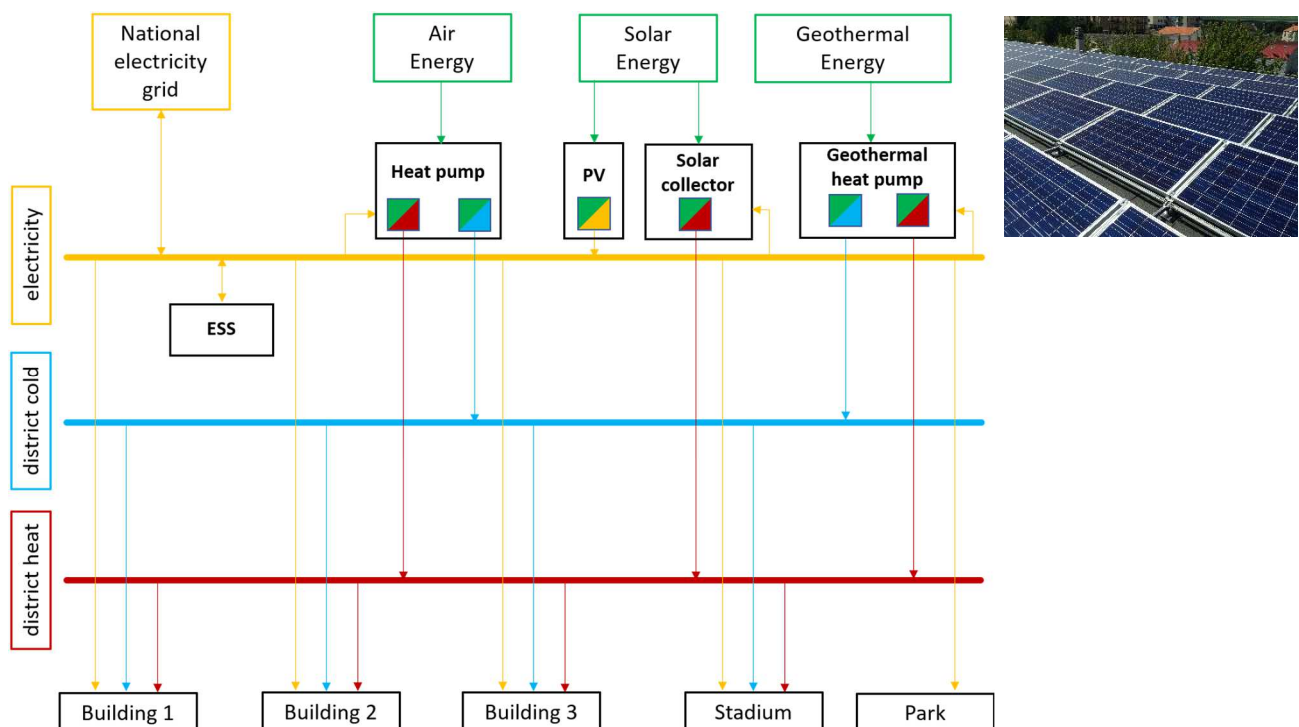 National
electricity
grid
Air
Energy
Solar
Energy
Geothermal
Energy
Heat pump
PV
Solar
collector
Geothermal
heat pump
electricity
ESS
district cold
district heat
Building 1
Building 2
Building 3
Stadium
Park